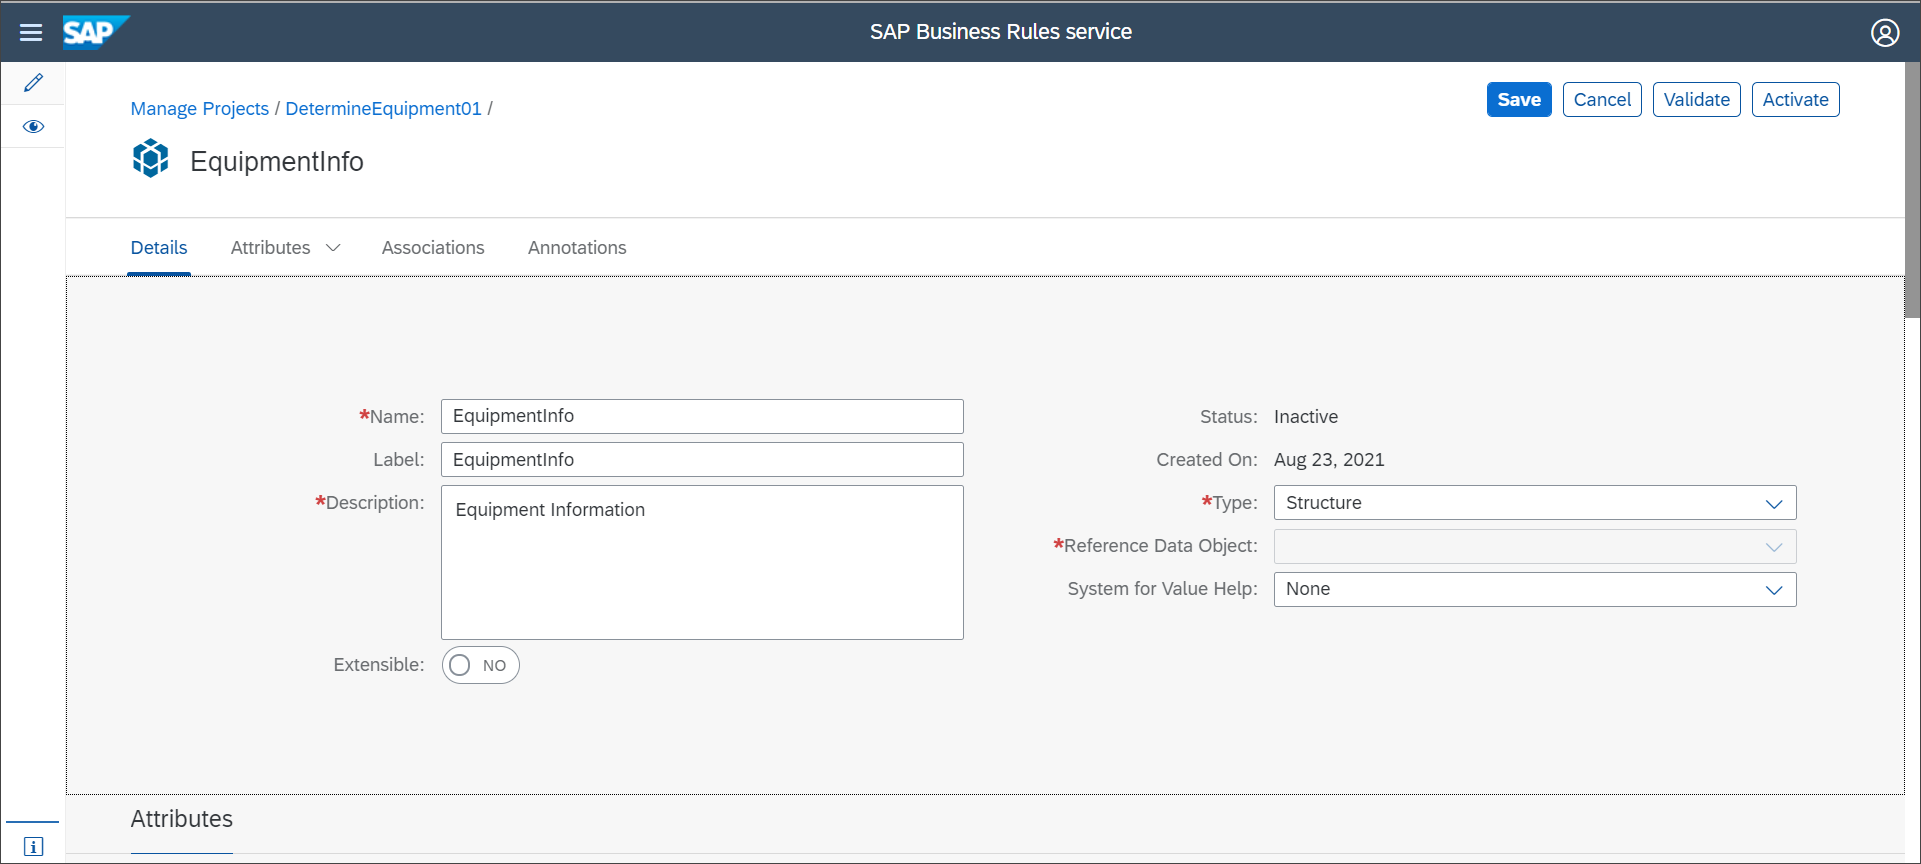 SAP
SAP Business Rules service
Manage Projects / DetermineEquipment01 /
Save
Cancel
Validate
Activate
EquipmentInfo
Details
Attributes
Associations
Annotations
*Name:
EquipmentInfo
Label:
EquipmentInfo
*Description:
Equipment Information
Extensible:
NO
Status:
Inactive
Created On:
Aug 23, 2021
*Type:
Structure
*Reference Data Object:
System for Value Help:
None
Attributes